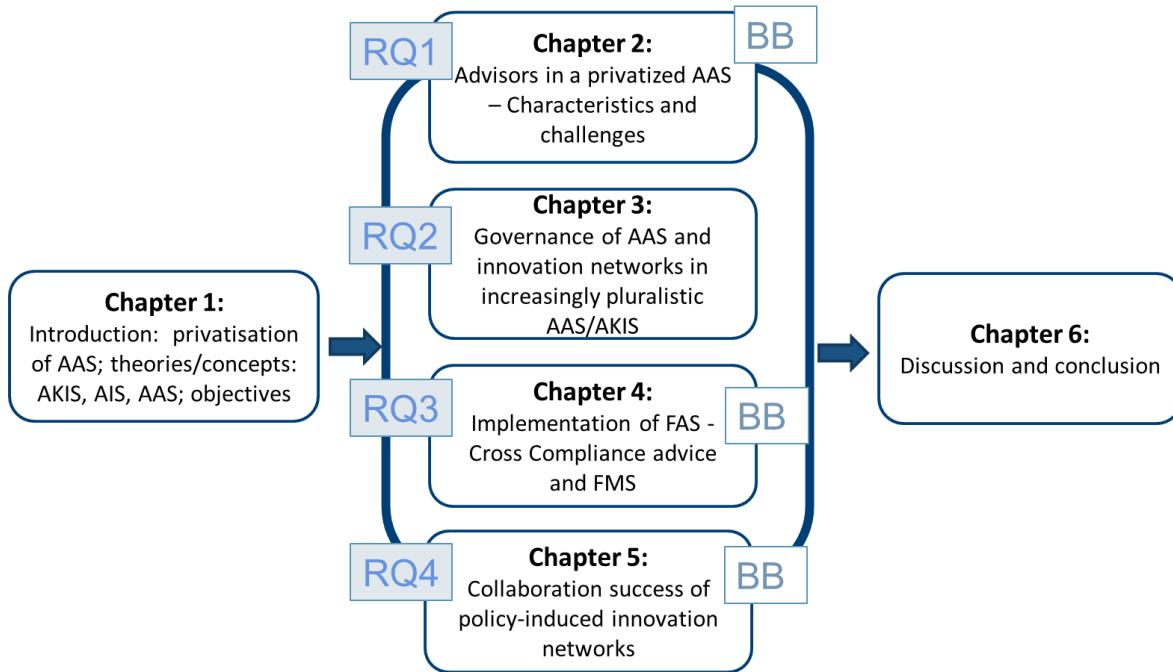 Chapter 1:
Introduction: privatisation
of AAS; theories/concepts:
AKIS, AIS, AAS; objectives
RQ1
Chapter 2:
Advisors in a privatized AAS
– Characteristics and
challenges
BB
RQ2
Chapter 3:
Governance of AAS and
innovation networks in
increasingly pluralistic
AAS/AKIS
RQ3
Chapter 4:
Implementation of FAS -
Cross Compliance advice
and FMS
BB
RQ4
Chapter 5:
Collaboration success of
policy-induced innovation
networks
BB
Chapter 6:
Discussion and conclusion